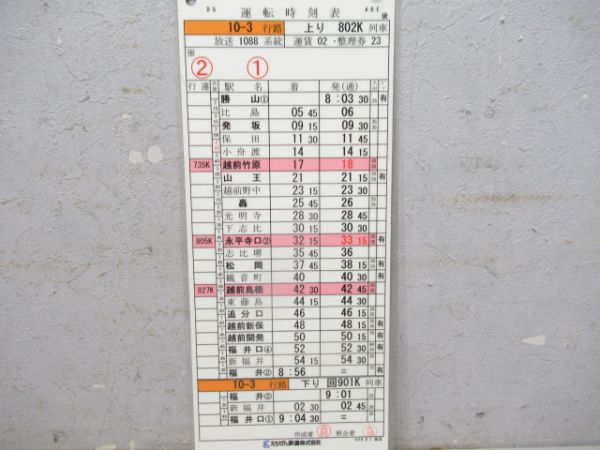 運転時刻表
10-3 行路 上り 802K 列車
放送 1088 系統 運賃 02・整理券 23
※
② ①
行違 駅名 着 発(通)
勝山① 8:03 30 有
比島 05 45 06
発坂 09 15 09 30
保田 11 30 11 45
小舟渡 14 14 15
735K 越前竹原 17 18
山王 21 21 15 有
越前野中 23 15 23 30
轟 25 45 26
光明寺 28 30 28 45
下志比 30 15 30 30
805K 永平寺口② 32 15 33 15 有
志比堺 35 45 36
松岡 37 45 38 15 有
観音町 40 30 40 45
827K 越前島橋 42 30 42 45 有
東藤島 44 15 44 30
追分口 46 46 15
越前新保 48 48 15 有
越前開発 50 50 15 有
福井口④ 52 52 30 有
新福井 54 15 54 30
福井② 8:56 =
10-3 行路 下り 回901K 列車
福井② 9:01
新福井 02 30 02 45
福井口① 9:04 30 =
作成者 照合者
えちぜん鉄道株式会社